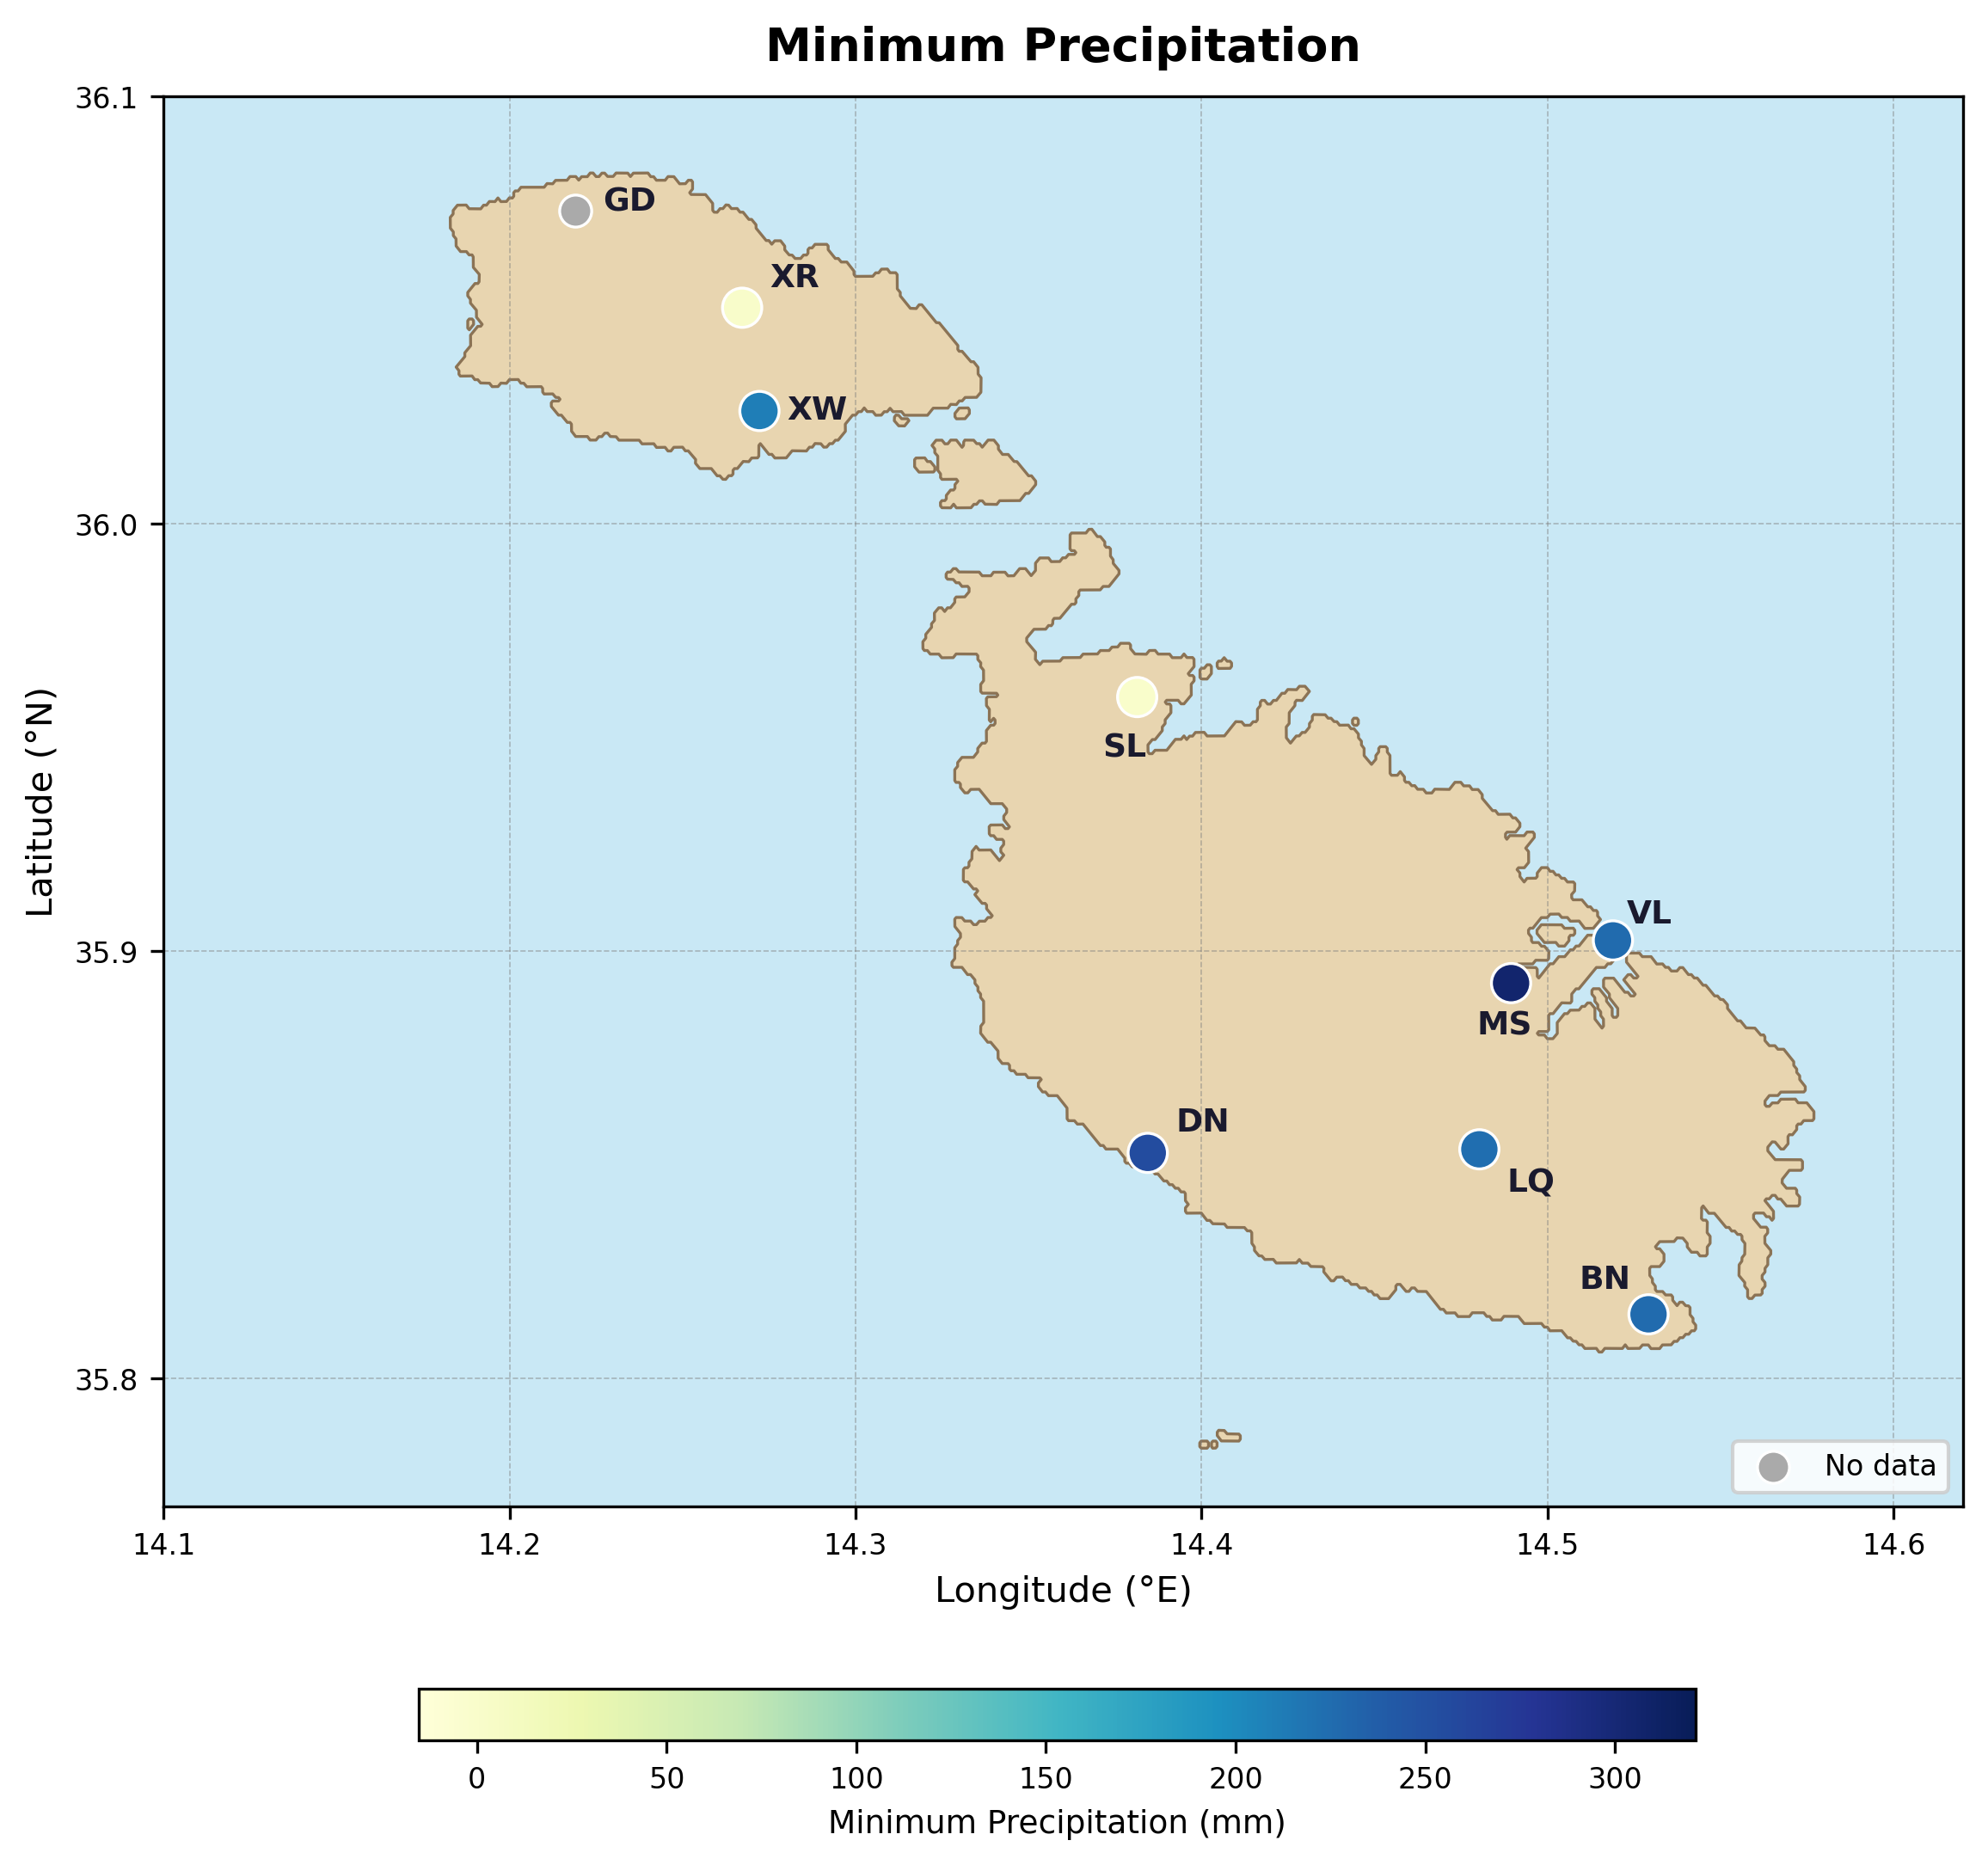 Minimum Precipitation
36.1
36.0
35.9
35.8
Latitude (°N)
GD
XR
XW
SL
VL
MS
DN
LQ
BN
No data
14.1 14.2 14.3 14.4 14.5 14.6
Longitude (°E)
0 50 100 150 200 250 300
Minimum Precipitation (mm)